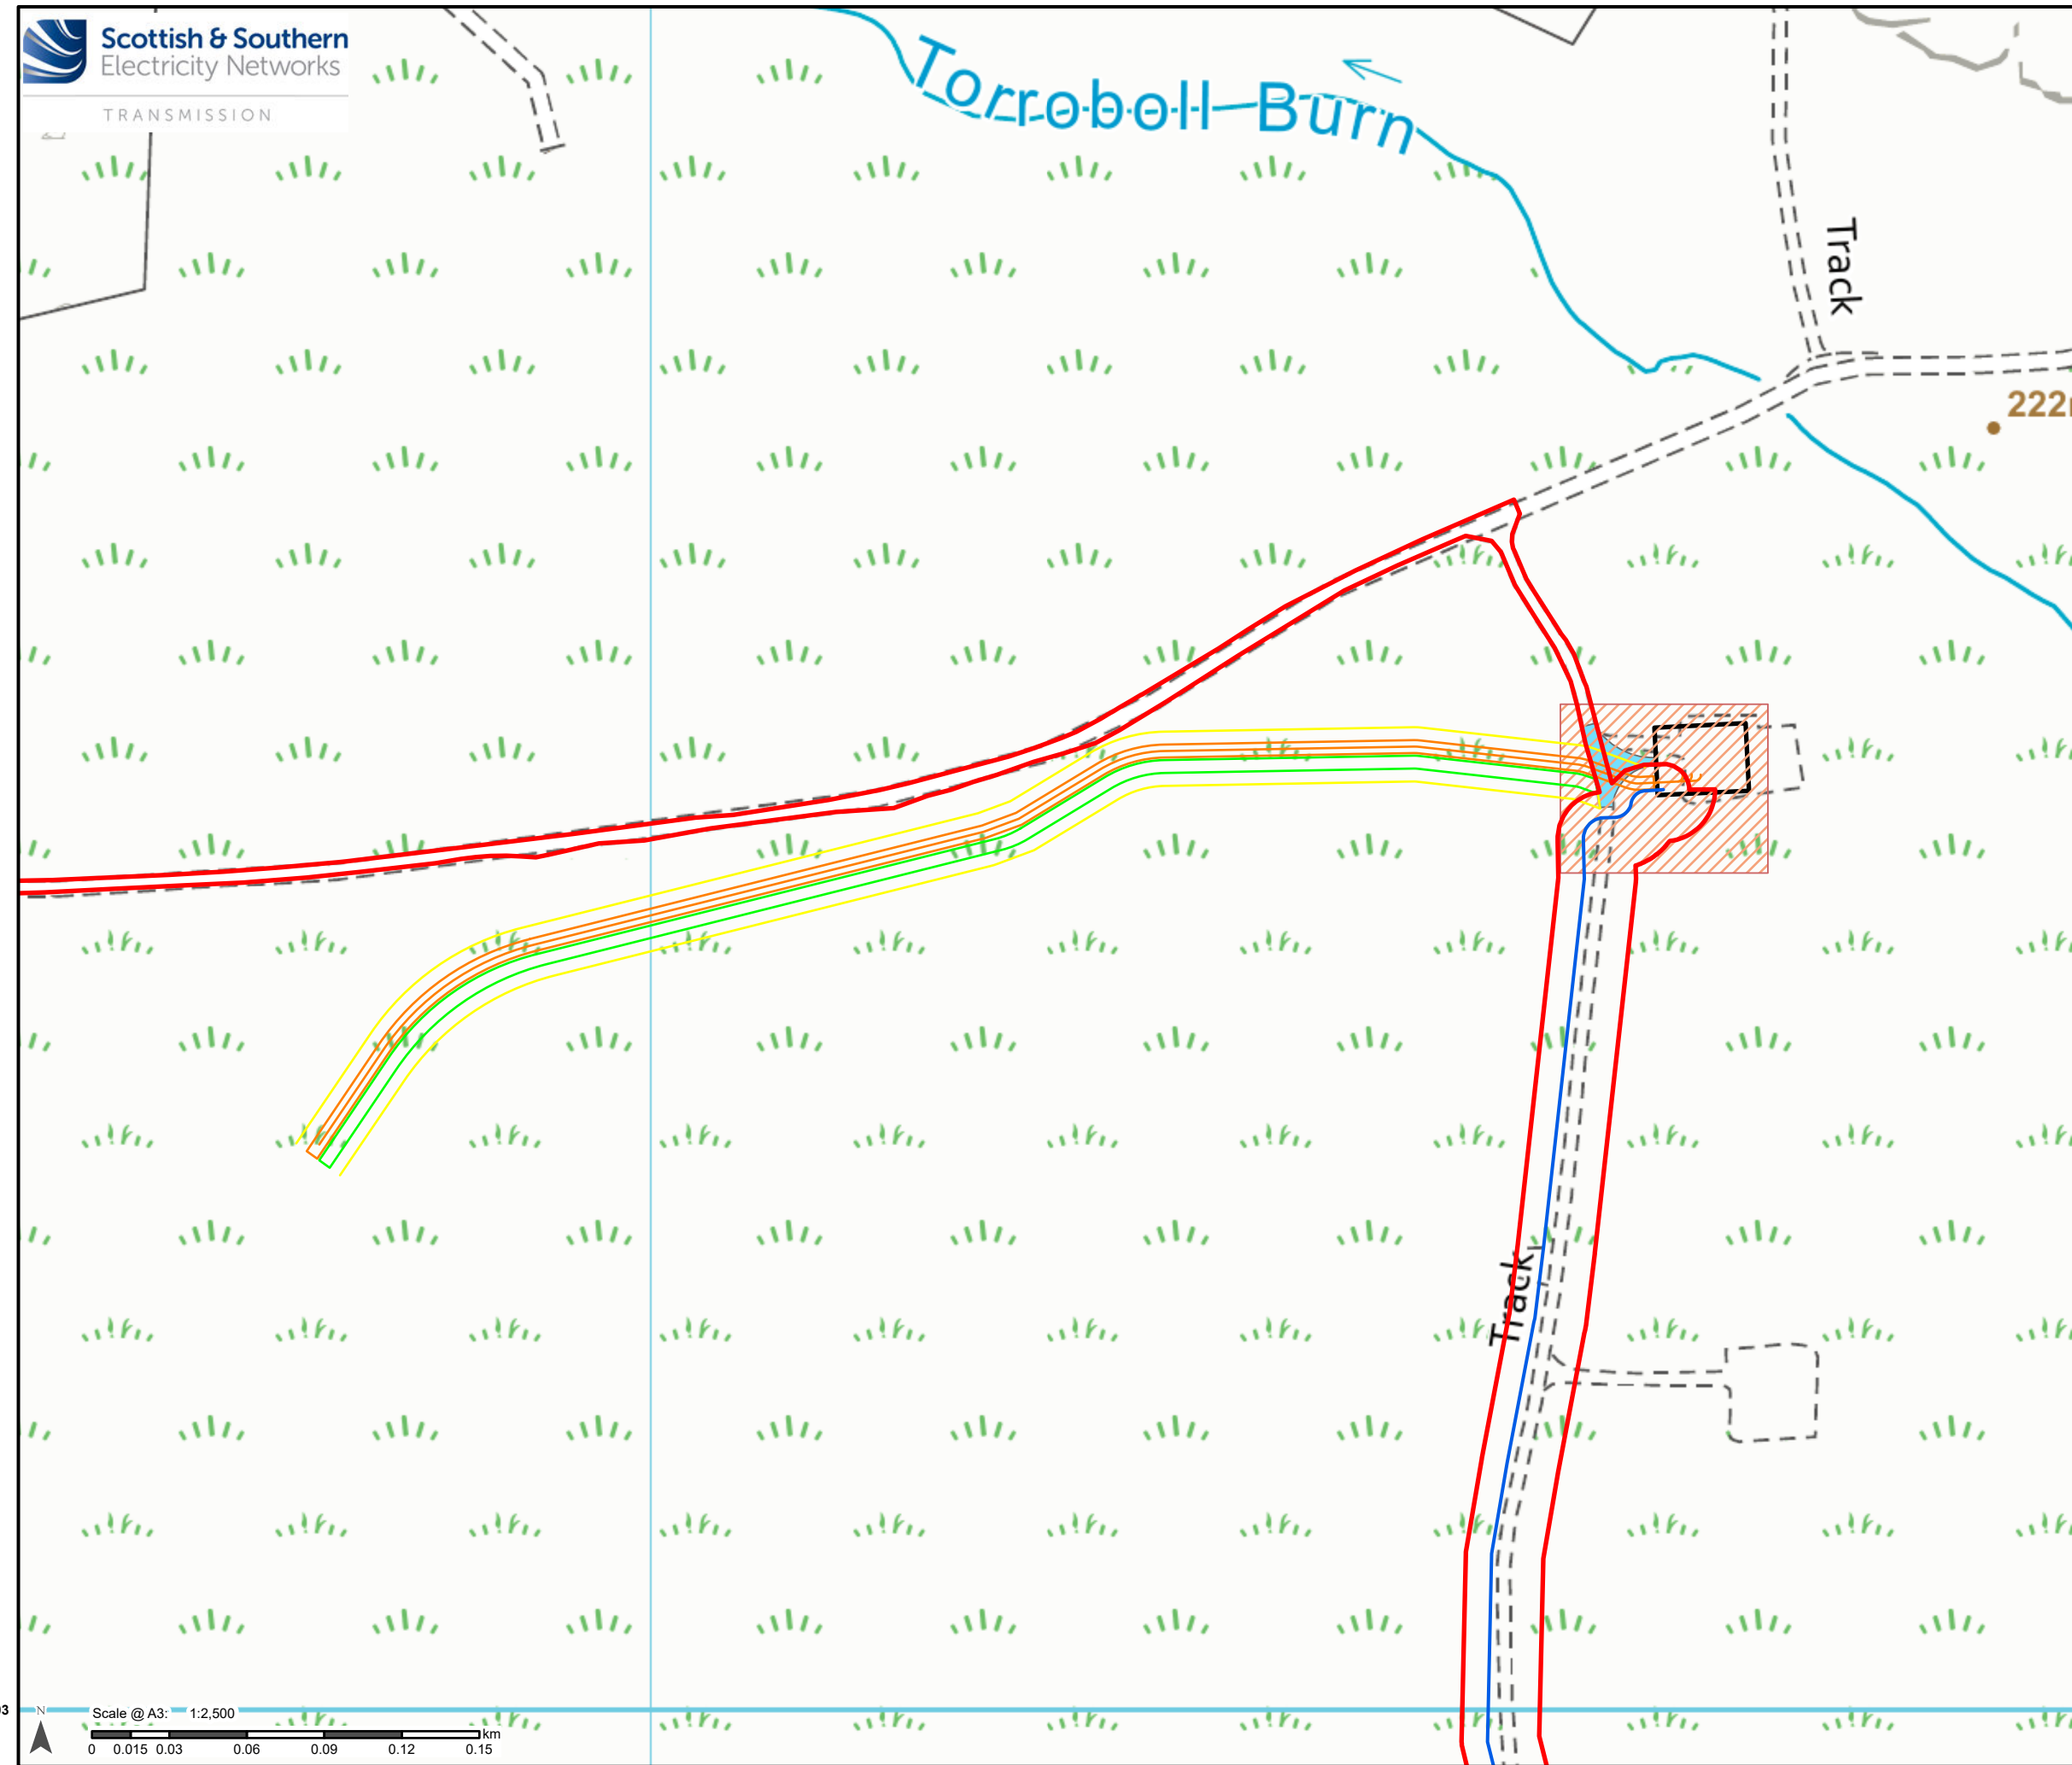 Scottish & Southern
Electricity Networks
TRANSMISSION
Torroboll Burn
Track
222
Track
Scale @ A3: 1:2,500
N
km
0 0.015 0.03 0.06 0.09 0.12 0.15